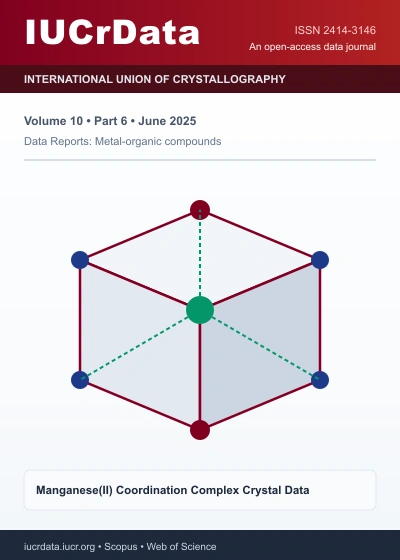 IUCrData
ISSN 2414-3146
An open-access data journal
INTERNATIONAL UNION OF CRYSTALLOGRAPHY
Volume 10 • Part 6 • June 2025
Data Reports: Metal-organic compounds
Manganese(II) Coordination Complex Crystal Data
iucrdata.iucr.org • Scopus • Web of Science